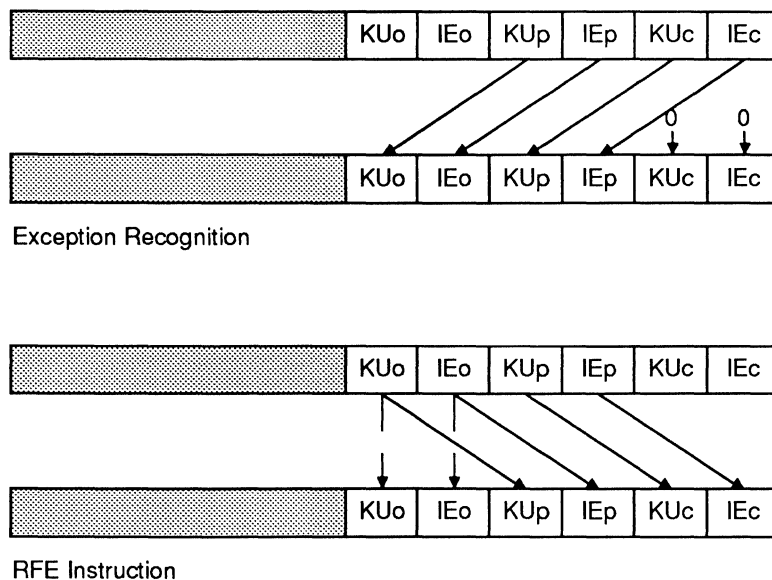 KUo IEo KUp IEp KUc IEc
0 0
KUo IEo KUp IEp KUc IEc
Exception Recognition
KUo IEo KUp IEp KUc IEc
KUo IEo KUp IEp KUc IEc
RFE Instruction